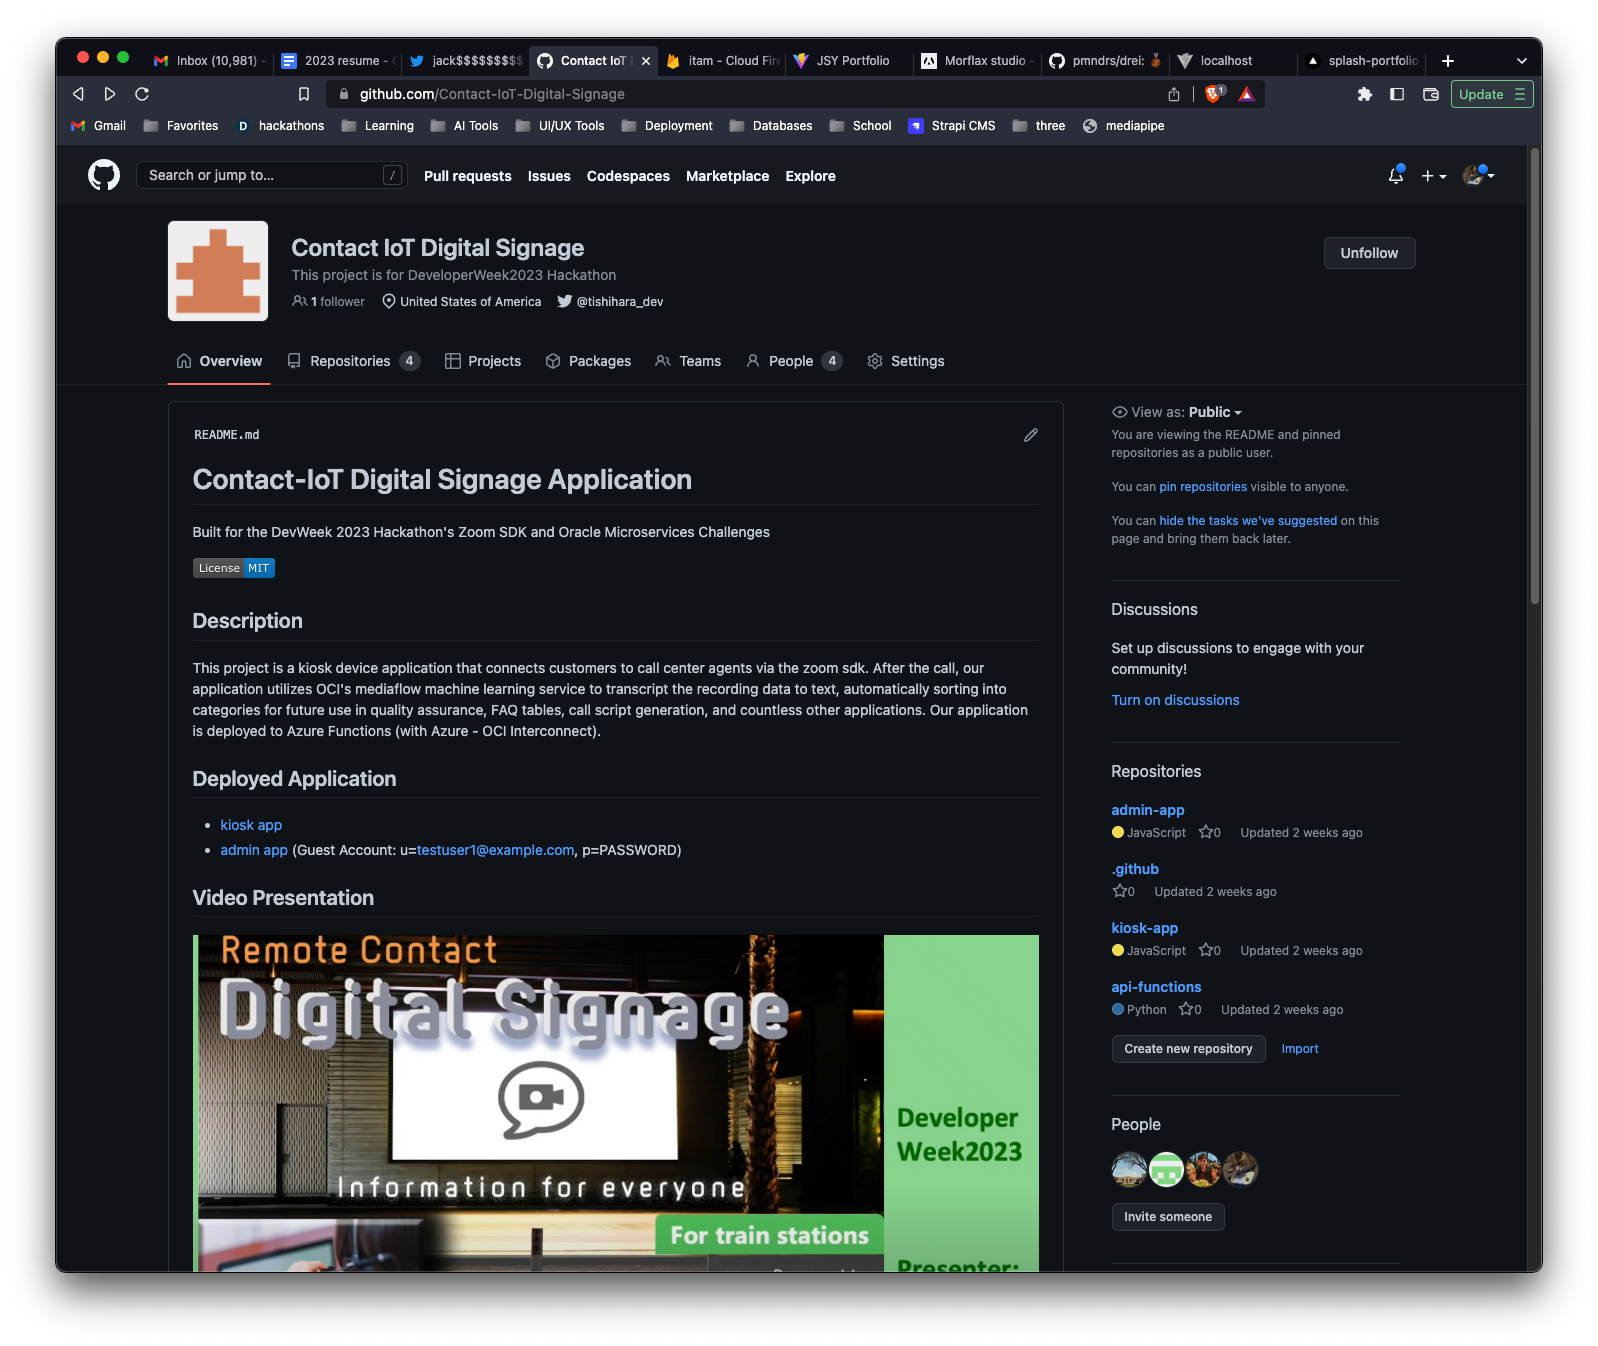 Inbox (10,981) -
2023 resume -
jack$$$$$$$$$
Contact IoT
itam - Cloud Fire
JSY Portfolio
Morflax studio -
pmndrs/drei:
localhost
splash-portfolio
github.com/Contact-IoT-Digital-Signage
1
Update
Gmail
Favorites
D hackathons
Learning
AI Tools
UI/UX Tools
Deployment
Databases
School
Strapi CMS
three
mediapipe
Search or jump to...
/
Pull requests
Issues
Codespaces
Marketplace
Explore
Contact IoT Digital Signage
This project is for DeveloperWeek2023 Hackathon
1 follower
United States of America
@tishihara_dev
Unfollow
Overview
Repositories 4
Projects
Packages
Teams
People 4
Settings
README.md
Contact-IoT Digital Signage Application
Built for the DevWeek 2023 Hackathon's Zoom SDK and Oracle Microservices Challenges
License MIT
Description
This project is a kiosk device application that connects customers to call center agents via the zoom sdk. After the call, our
application utilizes OCI's mediaflow machine learning service to transcript the recording data to text, automatically sorting into
categories for future use in quality assurance, FAQ tables, call script generation, and countless other applications. Our application
is deployed to Azure Functions (with Azure - OCI Interconnect).
Deployed Application
kiosk app
admin app (Guest Account: u=testuser1@example.com, p=PASSWORD)
Video Presentation
Remote Contact
Digital Signage
Information for everyone
For train stations
Developer
Week2023
Presenter:
View as: Public
You are viewing the README and pinned
repositories as a public user.
You can pin repositories visible to anyone.
You can hide the tasks we've suggested on this
page and bring them back later.
Discussions
Set up discussions to engage with your
community!
Turn on discussions
Repositories
admin-app
JavaScript 0 Updated 2 weeks ago
.github
0 Updated 2 weeks ago
kiosk-app
JavaScript 0 Updated 2 weeks ago
api-functions
Python 0 Updated 2 weeks ago
Create new repository
Import
People
Invite someone